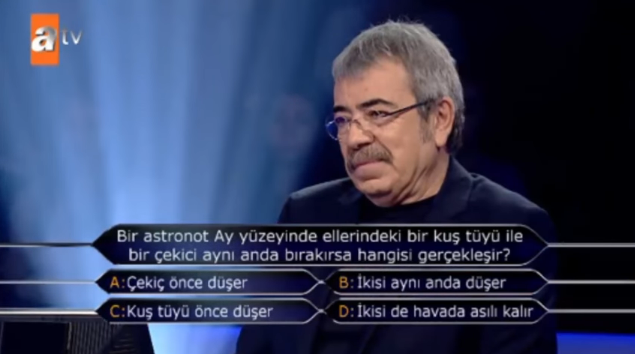 atv
Bir astronot Ay yüzeyinde ellerindeki bir kuş tüyü ile
bir çekici aynı anda bırakırsa hangisi gerçekleşir?
A:Çekiç önce düşer
B:İkisi aynı anda düşer
C:Kuş tüyü önce düşer
D:İkisi de havada asılı kalır